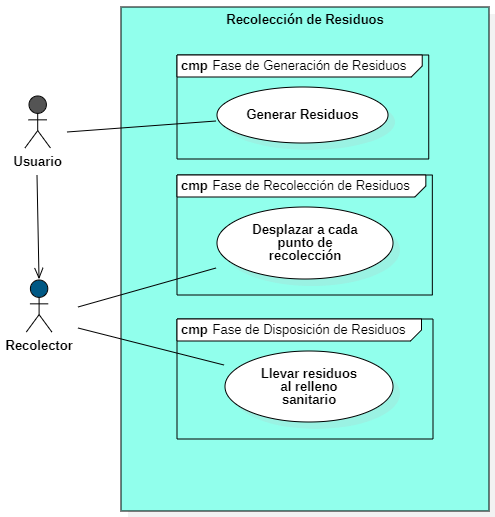 Recolección de Residuos
cmp Fase de Generación de Residuos
Generar Residuos
Usuario
cmp Fase de Recolección de Residuos
Desplazar a cada
punto de
recolección
Recolector
cmp Fase de Disposición de Residuos
Llevar residuos
al relleno
sanitario